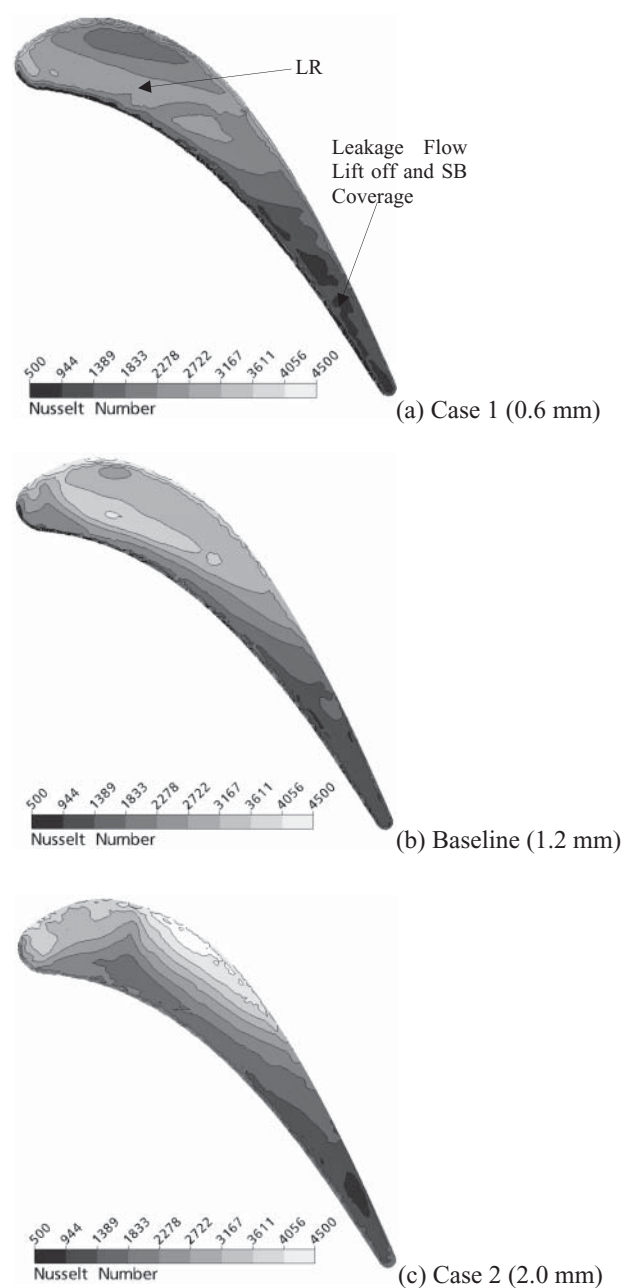 LR
Leakage Flow
Lift off and SB
Coverage
500 944 1389 1833 2278 2722 3167 3611 4056 4500
Nusselt Number
(a) Case 1 (0.6 mm)
500 944 1389 1833 2278 2722 3167 3611 4056 4500
Nusselt Number
(b) Baseline (1.2 mm)
500 944 1389 1833 2278 2722 3167 3611 4056 4500
Nusselt Number
(c) Case 2 (2.0 mm)